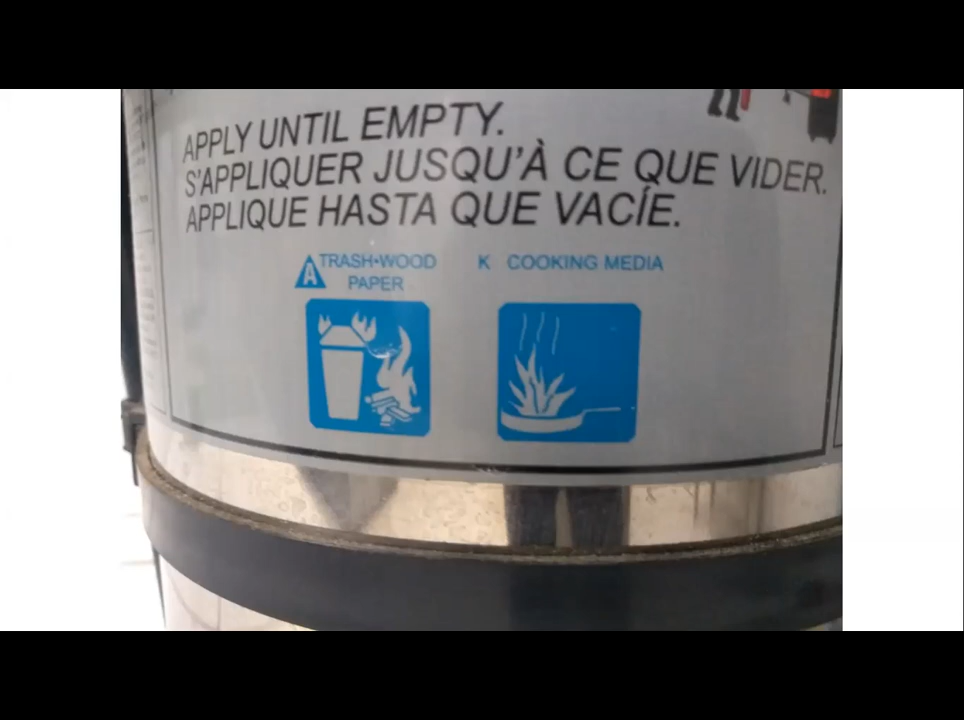 APPLY UNTIL EMPTY.
S'APPLIQUER JUSQU'À CE QUE VIDER.
APPLIQUE HASTA QUE VACÍE.
A TRASH•WOOD
PAPER
K COOKING MEDIA